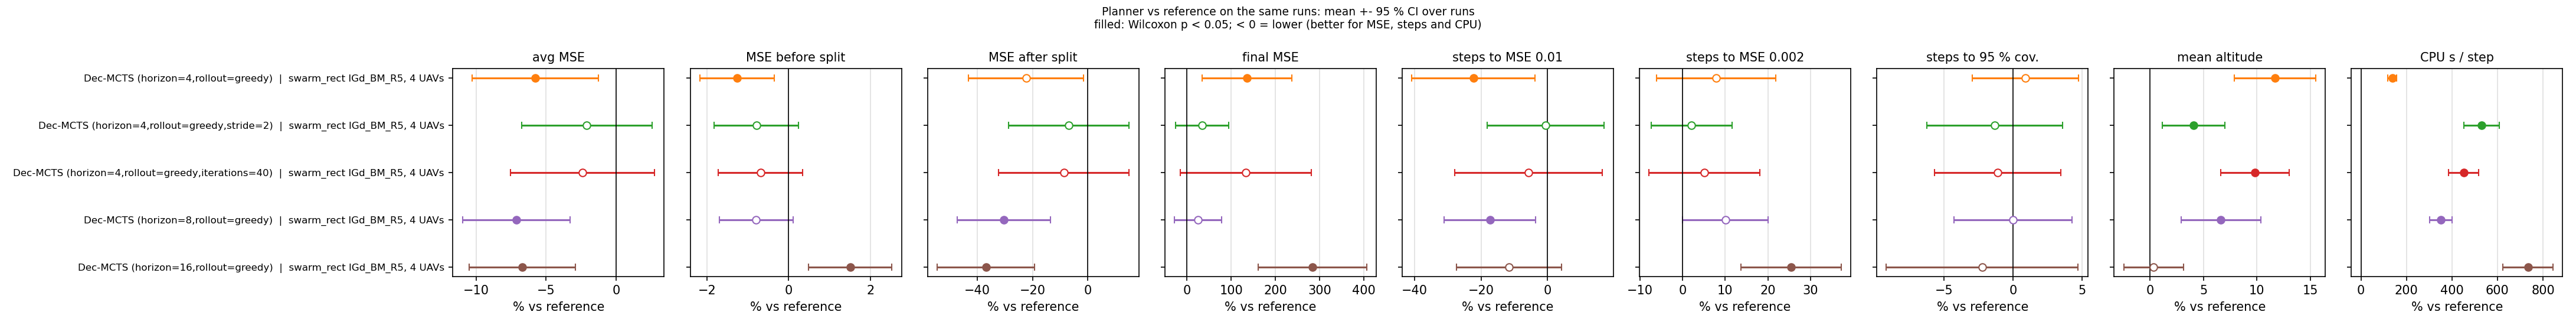 Planner vs reference on the same runs: mean +- 95 % CI over runs
filled: Wilcoxon p < 0.05; < 0 = lower (better for MSE, steps and CPU)
avg MSE
MSE before split
MSE after split
final MSE
steps to MSE 0.01
steps to MSE 0.002
steps to 95 % cov.
mean altitude
CPU s / step
Dec-MCTS (horizon=4,rollout=greedy) | swarm_rect IGd_BM_R5, 4 UAVs
Dec-MCTS (horizon=4,rollout=greedy,stride=2) | swarm_rect IGd_BM_R5, 4 UAVs
Dec-MCTS (horizon=4,rollout=greedy,iterations=40) | swarm_rect IGd_BM_R5, 4 UAVs
Dec-MCTS (horizon=8,rollout=greedy) | swarm_rect IGd_BM_R5, 4 UAVs
Dec-MCTS (horizon=16,rollout=greedy) | swarm_rect IGd_BM_R5, 4 UAVs
−10 −5 0
−2 0 2
−40 −20 0
0 100 200 300 400
−40 −20 0
−10 0 10 20 30
−5 0 5
0 5 10 15
0 200 400 600 800
% vs reference
% vs reference
% vs reference
% vs reference
% vs reference
% vs reference
% vs reference
% vs reference
% vs reference